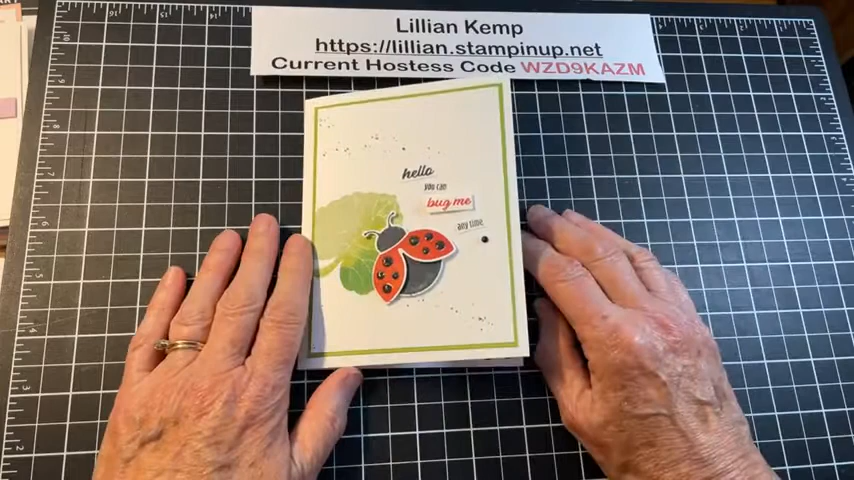 Lillian Kemp
https://lillian.stampinup.net
Current Hostess Code WZD9KAZM
hello
you can
bug me
any time